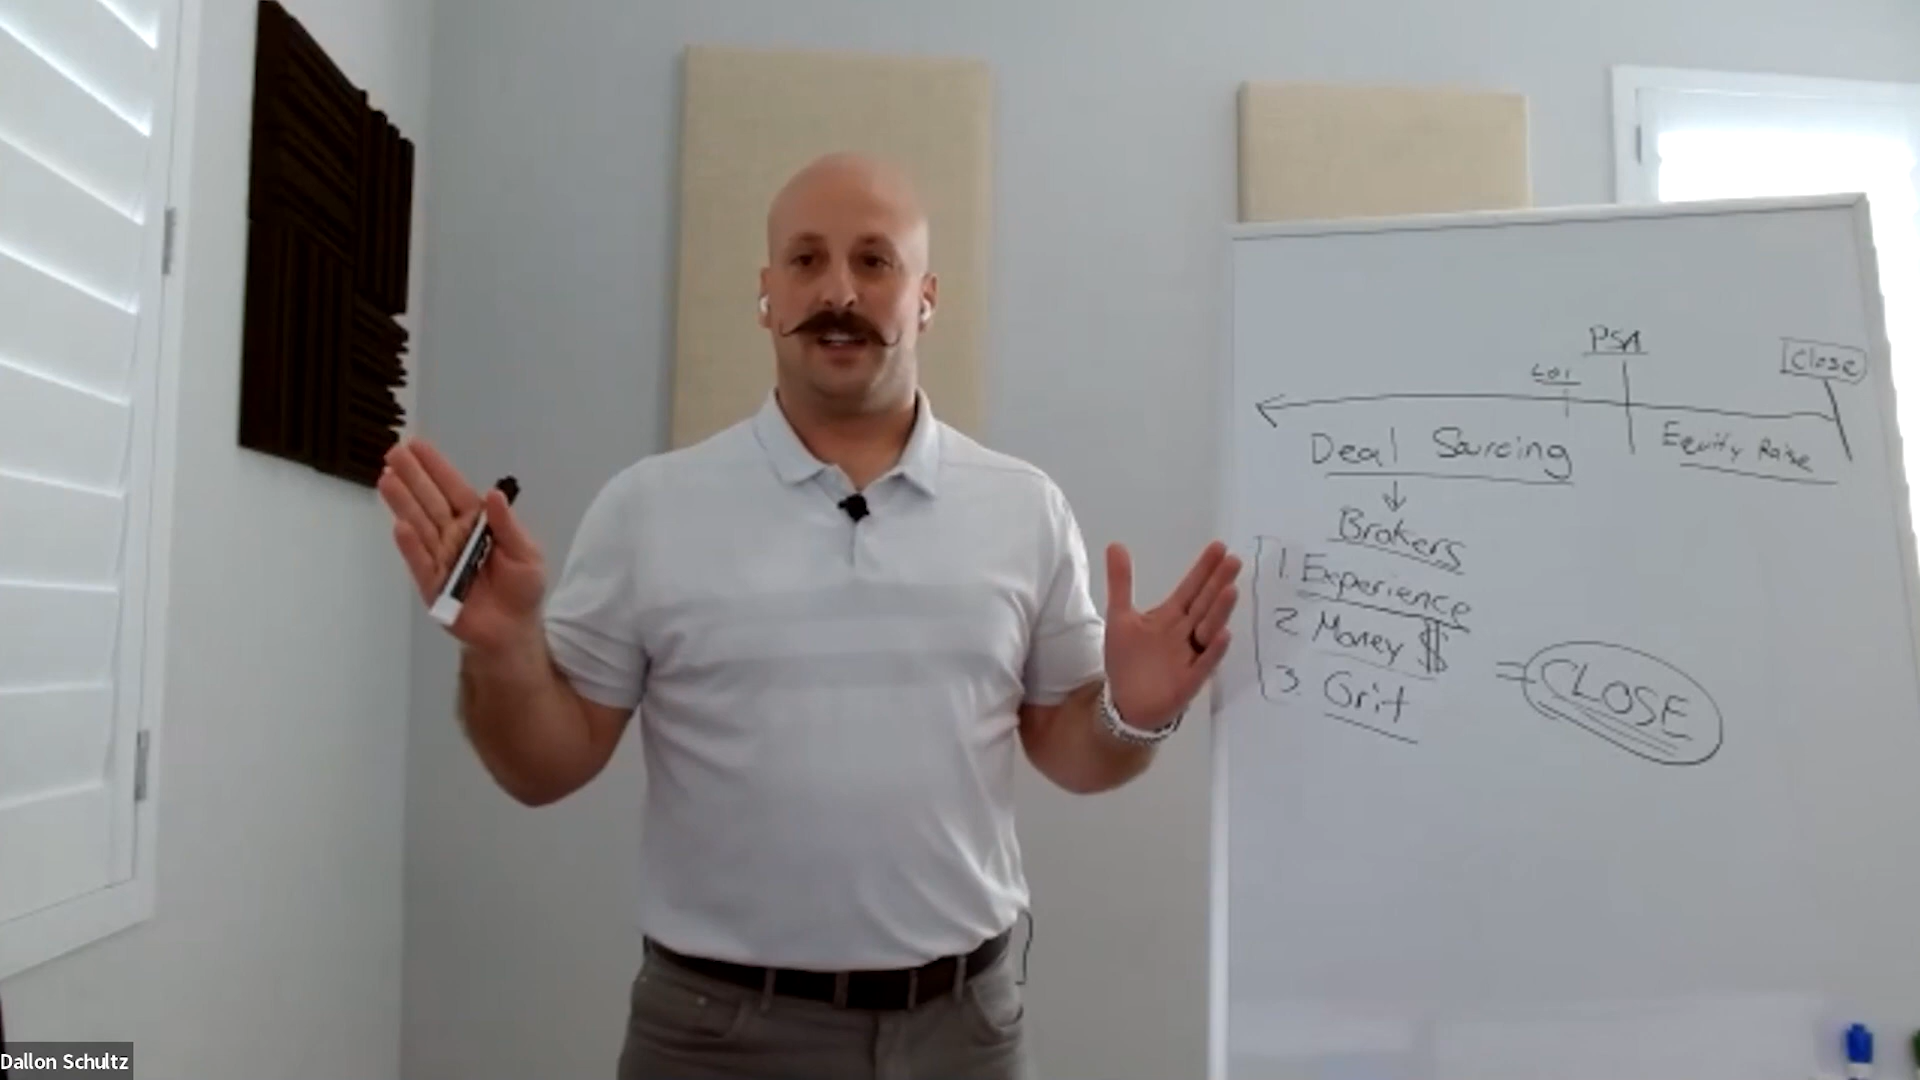 PSA
LOI
Close
Deal Sourcing
Equity Raise
Brokers
1. Experience
2 Money $
3. Grit
CLOSE
Dallon Schultz